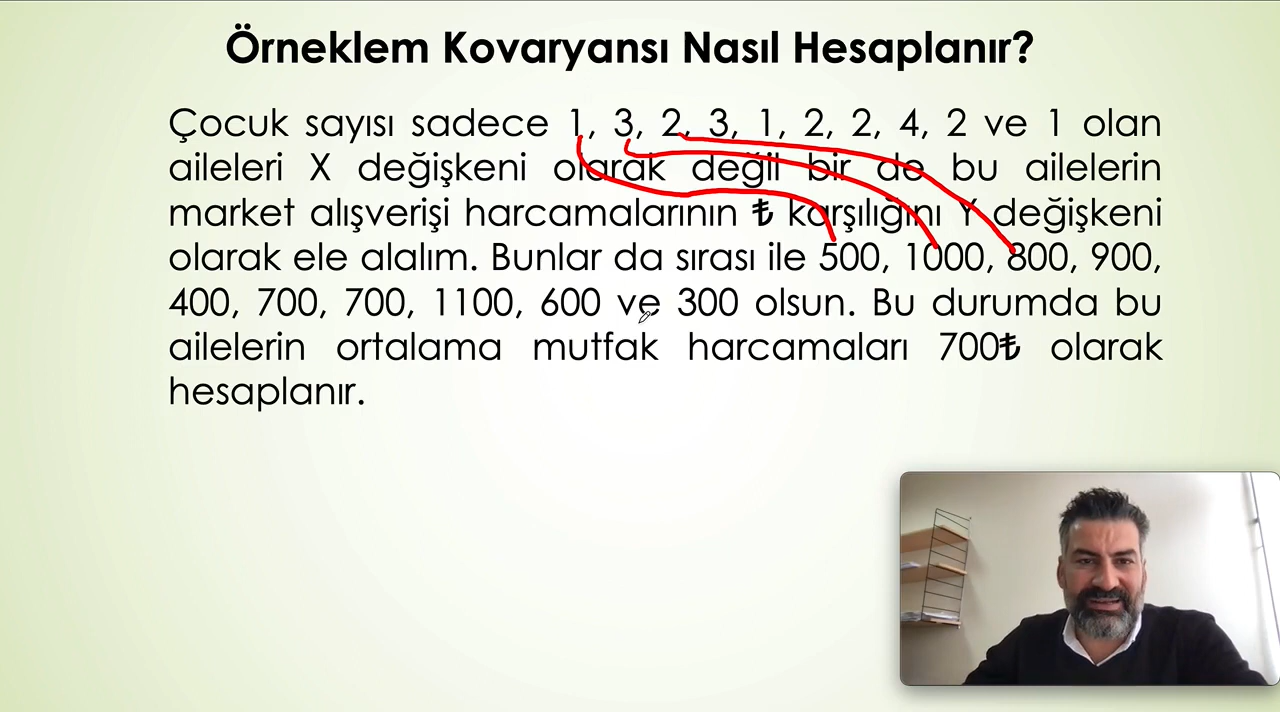 Örneklem Kovaryansı Nasıl Hesaplanır?
Çocuk sayısı sadece 1, 3, 2, 3, 1, 2, 2, 4, 2 ve 1 olan
aileleri X değişkeni olarak değil bir de bu ailelerin
market alışverişi harcamalarının ₺ karşılığını Y değişkeni
olarak ele alalım. Bunlar da sırası ile 500, 1000, 800, 900,
400, 700, 700, 1100, 600 ve 300 olsun. Bu durumda bu
ailelerin ortalama mutfak harcamaları 700₺ olarak
hesaplanır.